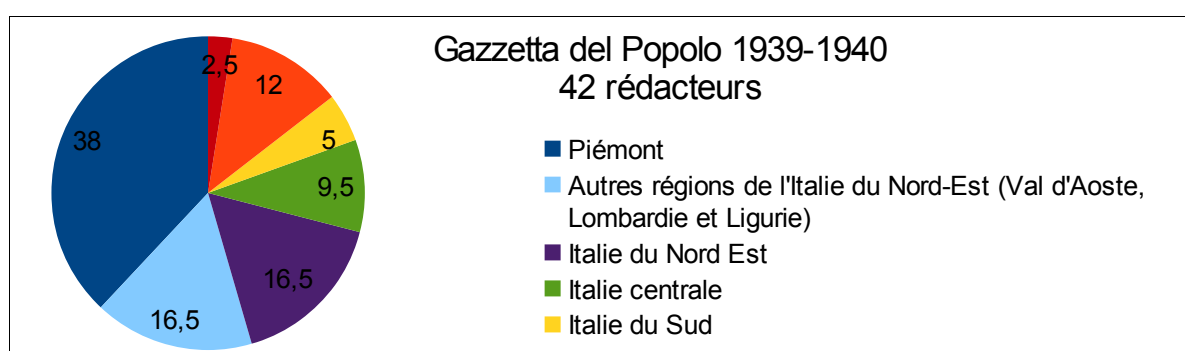 Gazzetta del Popolo 1939-1940
42 rédacteurs
2,5
12
38
5
9,5
16,5
16,5
Piémont
Autres régions de l'Italie du Nord-Est (Val d'Aoste,
Lombardie et Ligurie)
Italie du Nord Est
Italie centrale
Italie du Sud